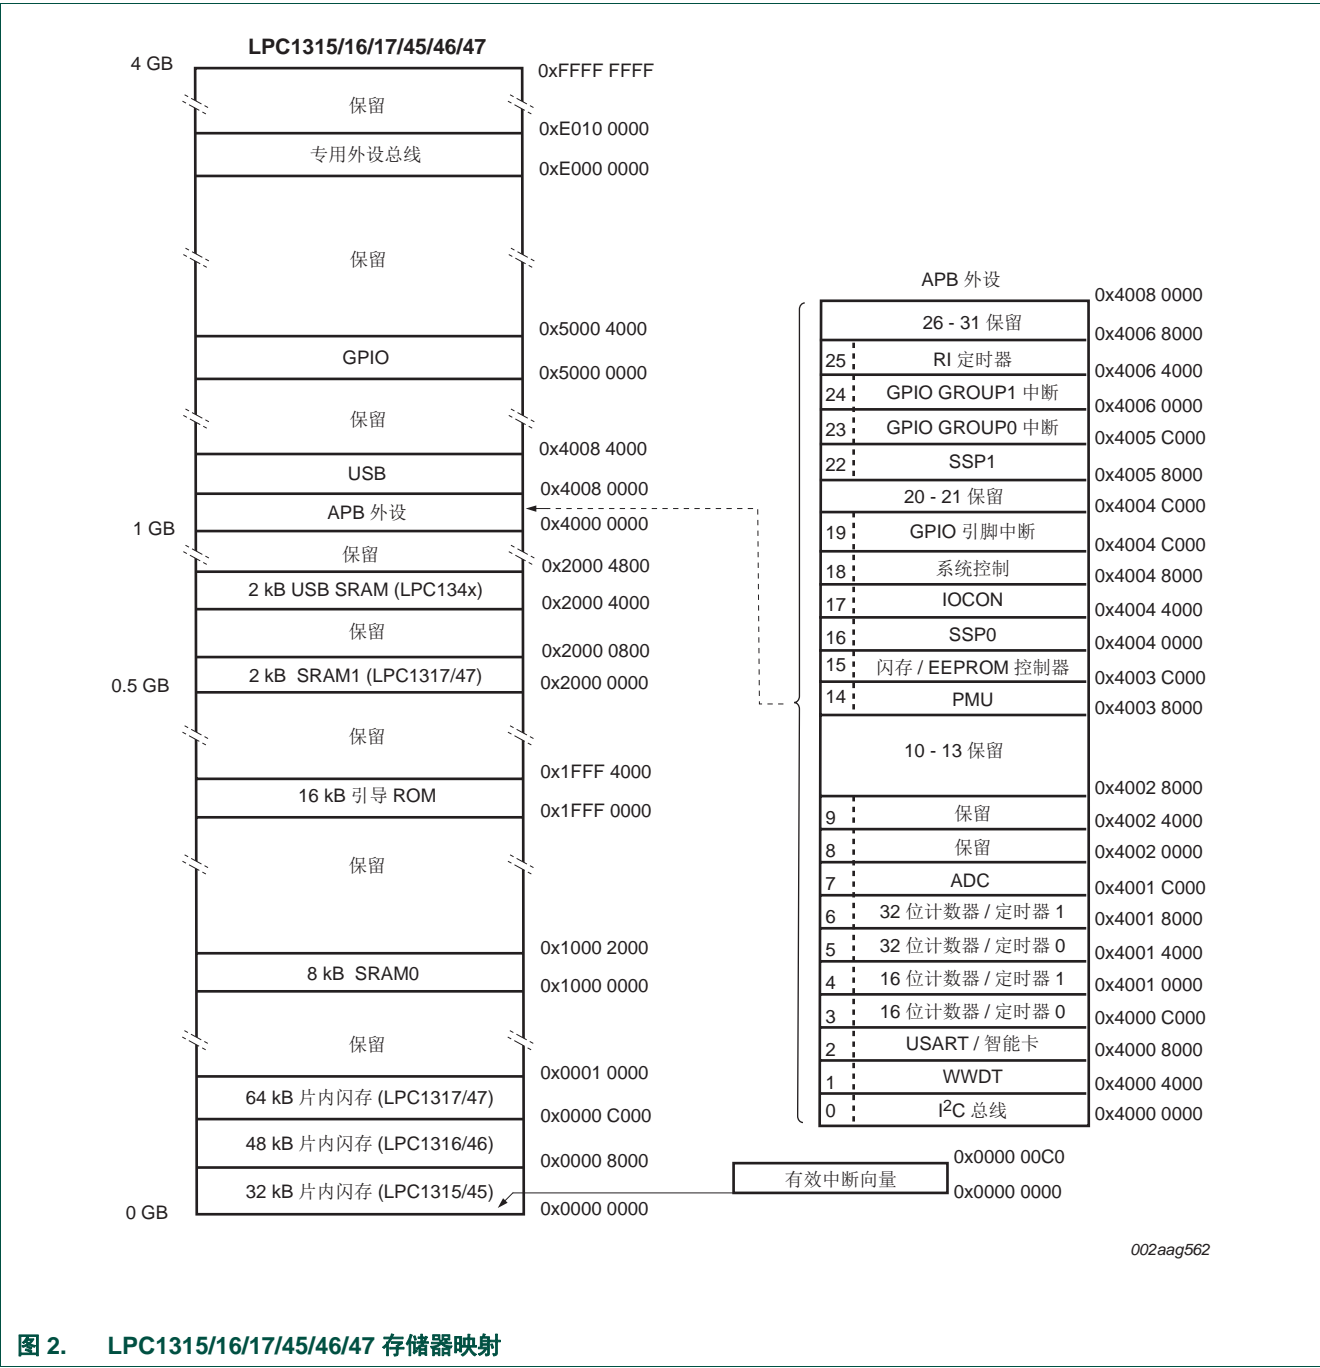 LPC1315/16/17/45/46/47
4 GB
0xFFFF FFFF
保留
0xE010 0000
专用外设总线
0xE000 0000
保留
0x5000 4000
GPIO
0x5000 0000
保留
0x4008 4000
USB
0x4008 0000
APB 外设
1 GB
0x4000 0000
保留
0x2000 4800
2 kB USB SRAM (LPC134x)
0x2000 4000
保留
0x2000 0800
2 kB SRAM1 (LPC1317/47)
0.5 GB
0x2000 0000
保留
0x1FFF 4000
16 kB 引导 ROM
0x1FFF 0000
保留
0x1000 2000
8 kB SRAM0
0x1000 0000
保留
0x0001 0000
64 kB 片内闪存 (LPC1317/47)
0x0000 C000
48 kB 片内闪存 (LPC1316/46)
0x0000 8000
32 kB 片内闪存 (LPC1315/45)
0 GB
0x0000 0000
APB 外设
0x4008 0000
26 - 31 保留
0x4006 8000
25 RI 定时器
0x4006 4000
24 GPIO GROUP1 中断
0x4006 0000
23 GPIO GROUP0 中断
0x4005 C000
22 SSP1
0x4005 8000
20 - 21 保留
0x4004 C000
19 GPIO 引脚中断
0x4004 C000
18 系统控制
0x4004 8000
17 IOCON
0x4004 4000
16 SSP0
0x4004 0000
15 闪存 / EEPROM 控制器
0x4003 C000
14 PMU
0x4003 8000
10 - 13 保留
0x4002 8000
9 保留
0x4002 4000
8 保留
0x4002 0000
7 ADC
0x4001 C000
6 32 位计数器 / 定时器 1
0x4001 8000
5 32 位计数器 / 定时器 0
0x4001 4000
4 16 位计数器 / 定时器 1
0x4001 0000
3 16 位计数器 / 定时器 0
0x4000 C000
2 USART / 智能卡
0x4000 8000
1 WWDT
0x4000 4000
0 I2C 总线
0x4000 0000
0x0000 00C0
有效中断向量
0x0000 0000
002aag562
图 2. LPC1315/16/17/45/46/47 存储器映射